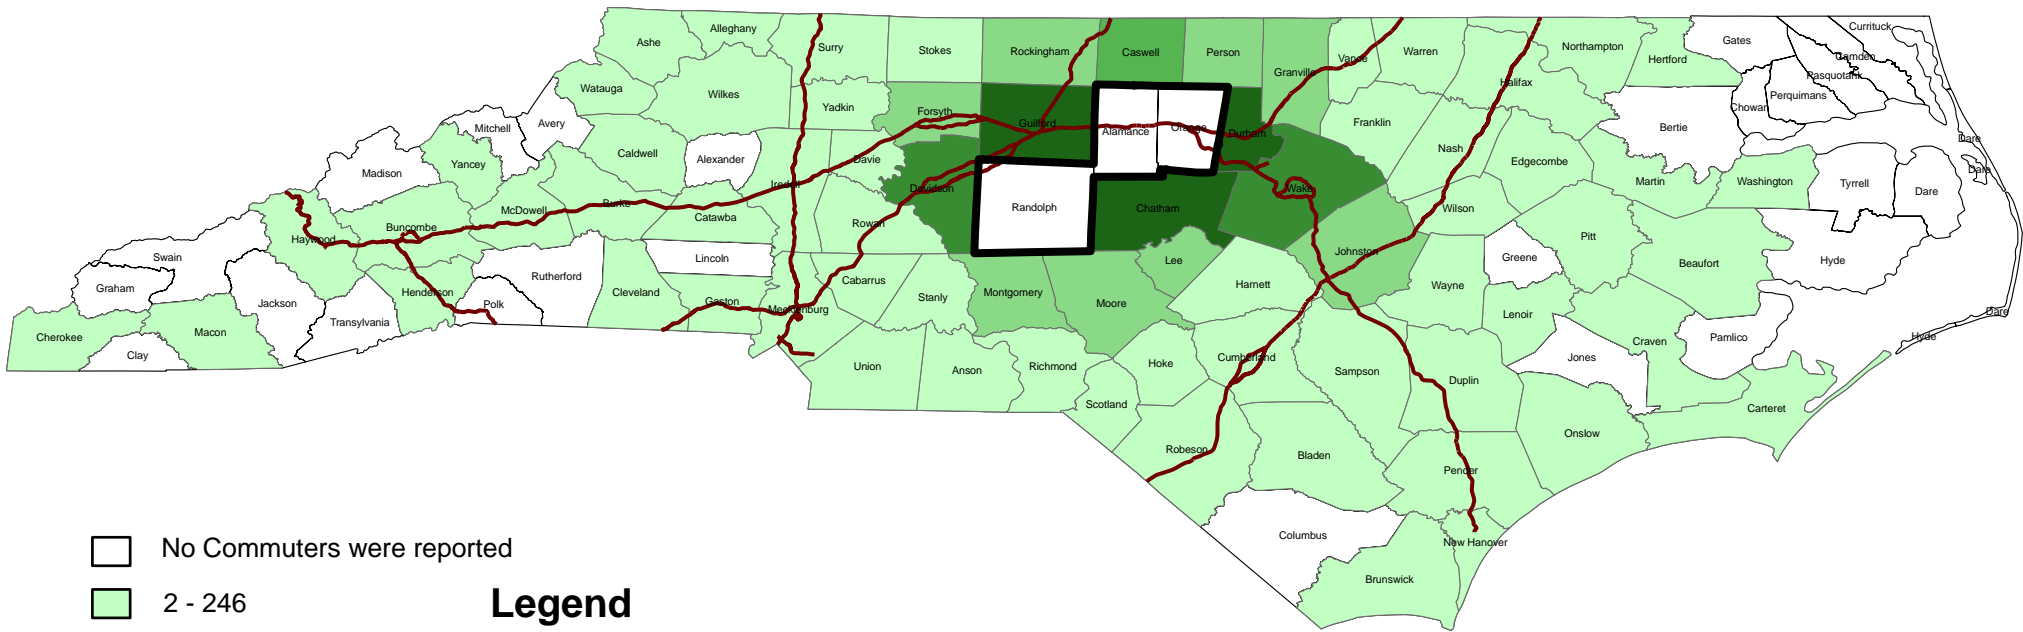 Ashe
Alleghany
Surry
Stokes
Rockingham
Caswell
Person
Granville
Vance
Warren
Northampton
Hertford
Gates
Currituck
Camden
Pasquotank
Perquimans
Chowan
Halifax
Watauga
Wilkes
Yadkin
Forsyth
Guilford
Alamance
Orange
Durham
Franklin
Nash
Edgecombe
Bertie
Dare
Mitchell
Avery
Caldwell
Alexander
Davie
Iredell
Davidson
Randolph
Chatham
Wake
Wilson
Martin
Washington
Tyrrell
Dare
Dare
Madison
Yancey
McDowell
Burke
Catawba
Rowan
Buncombe
Haywood
Swain
Graham
Jackson
Transylvania
Henderson
Polk
Rutherford
Lincoln
Cleveland
Gaston
Mecklenburg
Cabarrus
Stanly
Montgomery
Moore
Lee
Harnett
Johnston
Wayne
Greene
Pitt
Beaufort
Hyde
Cherokee
Clay
Macon
Union
Anson
Richmond
Scotland
Hoke
Cumberland
Sampson
Duplin
Lenoir
Jones
Craven
Pamlico
Hyde
Dare
Carteret
Onslow
Robeson
Bladen
Pender
Columbus
New Hanover
Brunswick
No Commuters were reported
2 - 246
Legend